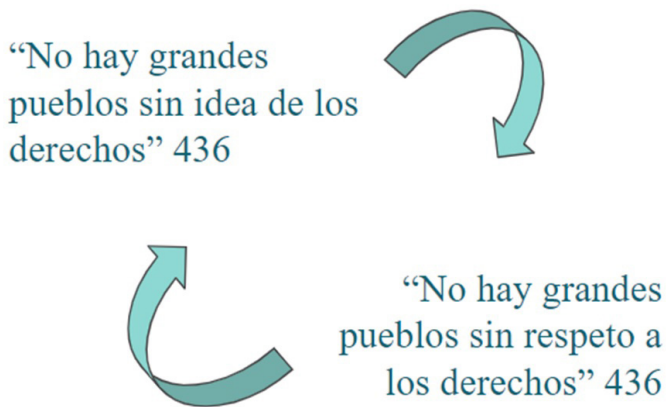 “No hay grandes
pueblos sin idea de los
derechos” 436
“No hay grandes
pueblos sin respeto a
los derechos” 436